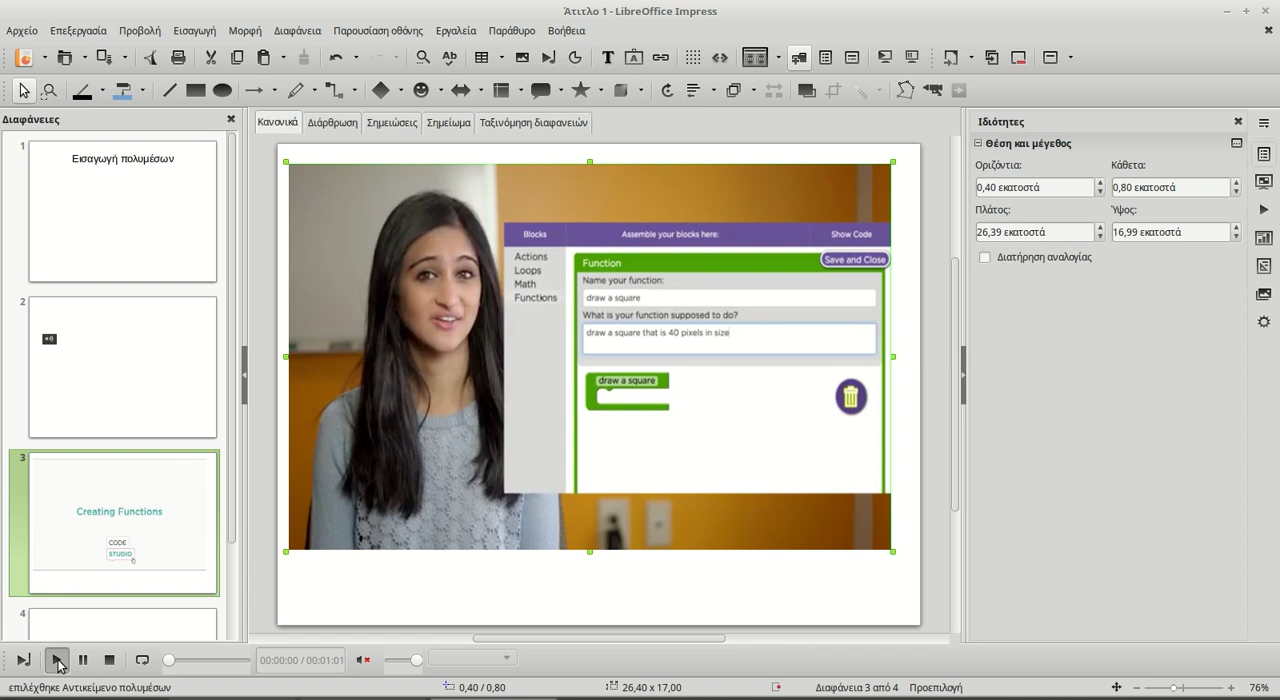 Άτιτλο 1 - LibreOffice Impress
Αρχείο Επεξεργασία Προβολή Εισαγωγή Μορφή Διαφάνεια Παρουσίαση οθόνης Εργαλεία Παράθυρο Βοήθεια
Διαφάνειες
Κανονικά Διάρθρωση Σημειώσεις Σημείωμα Ταξινόμηση διαφανειών
1
Εισαγωγή πολυμέσων
2
3
Creating Functions
CODE
STUDIO
4
Blocks Assemble your blocks here: Show Code
Actions
Loops
Math
Functions
Function
Save and Close
Name your function:
draw a square
What is your function supposed to do?
draw a square that is 40 pixels in size
draw a square
Ιδιότητες
Θέση και μέγεθος
Οριζόντια: Κάθετα:
0,40 εκατοστά 0,80 εκατοστά
Πλάτος: Ύψος:
26,39 εκατοστά 16,99 εκατοστά
Διατήρηση αναλογίας
00:00:00 / 00:01:01
επιλέχθηκε Αντικείμενο πολυμέσων 0,40 / 0,80 26,40 x 17,00 Διαφάνεια 3 από 4 Προεπιλογή 76%